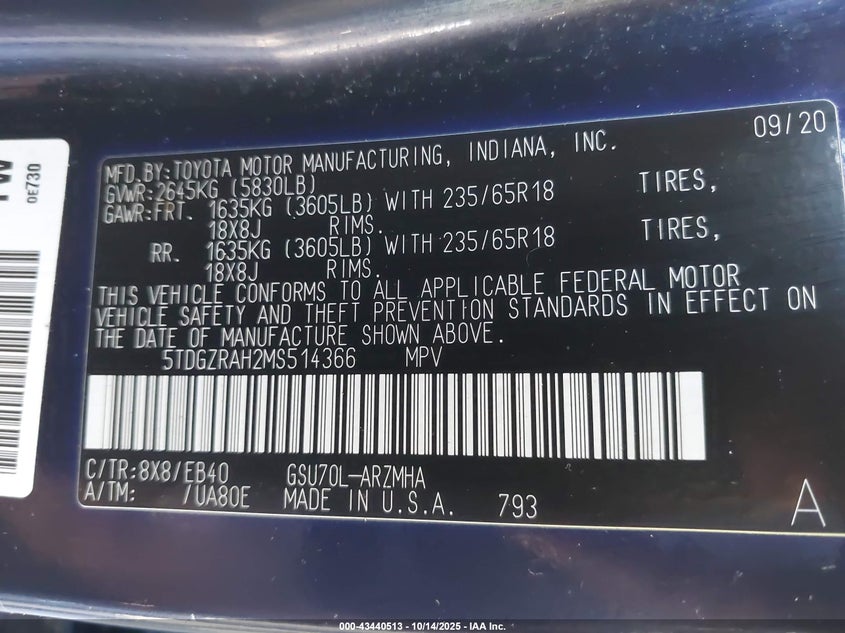 09/20
MFD.BY:TOYOTA MOTOR MANUFACTURING, INDIANA, INC.
GVWR:2645KG (5830LB)
GAWR:FRT. 1635KG (3605LB) WITH 235/65R18 TIRES,
18X8J RIMS.
RR. 1635KG (3605LB) WITH 235/65R18 TIRES,
18X8J RIMS.
THIS VEHICLE CONFORMS TO ALL APPLICABLE FEDERAL MOTOR
VEHICLE SAFETY AND THEFT PREVENTION STANDARDS IN EFFECT ON
THE DATE OF MANUFACTURE SHOWN ABOVE.
5TDGZRAH2MS514366 MPV
C/TR:8X8/EB40 GSU70L-ARZMHA
A/TM: /UA80E MADE IN U.S.A. 793
A
0E730
000-43440513 - 10/14/2025 - IAA Inc.